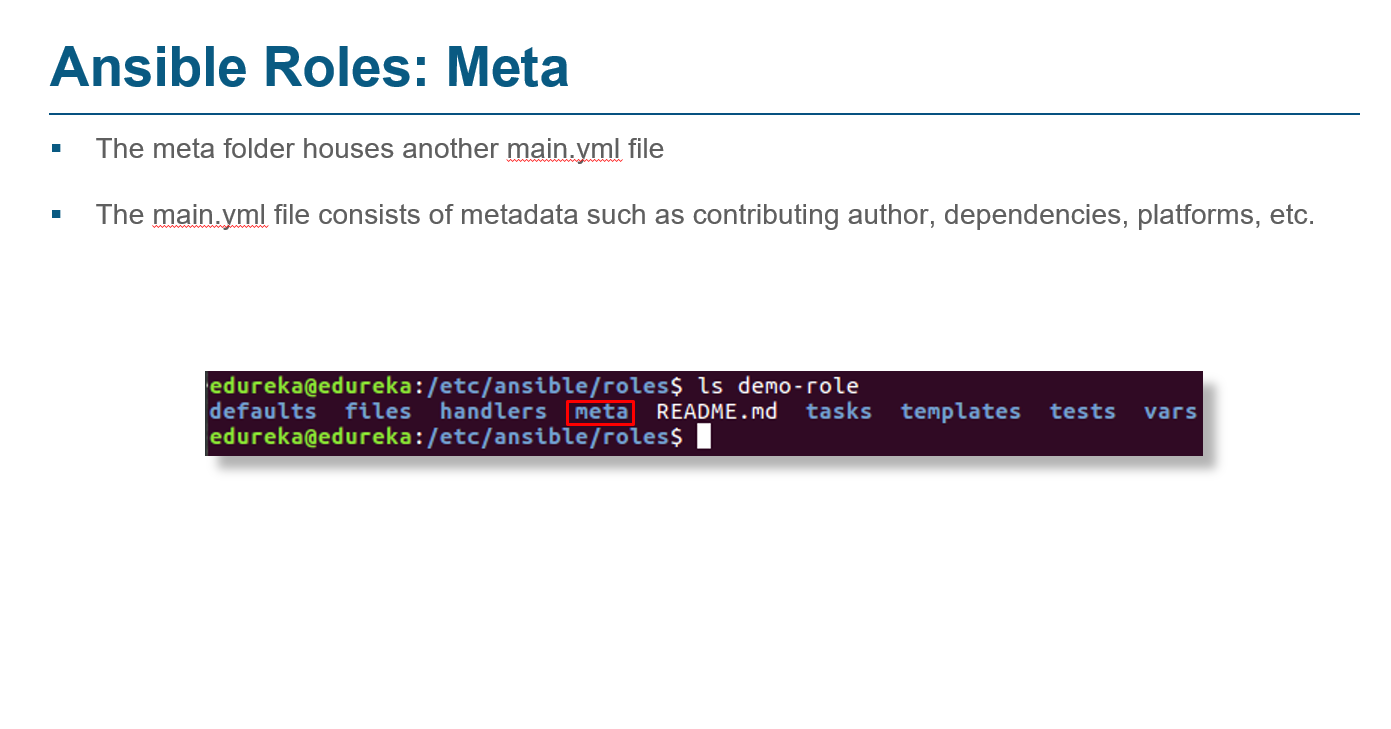 Ansible Roles: Meta
The meta folder houses another main.yml file
The main.yml file consists of metadata such as contributing author, dependencies, platforms, etc.
edureka@edureka:/etc/ansible/roles$ ls demo-role
defaults files handlers meta README.md tasks templates tests vars
edureka@edureka:/etc/ansible/roles$